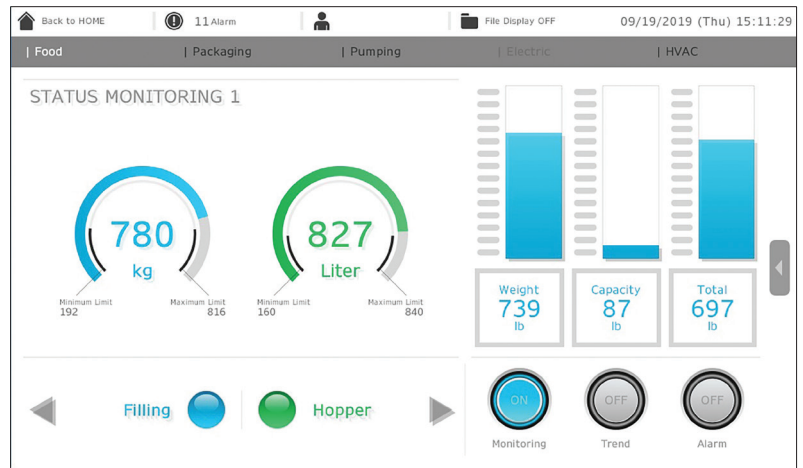 Back to HOME
11 Alarm
File Display OFF
09/19/2019 (Thu) 15:11:29
| Food
| Packaging
| Pumping
| Electric
| HVAC
STATUS MONITORING 1
780
kg
Minimum Limit
192
Maximum Limit
816
827
Liter
Minimum Limit
160
Maximum Limit
840
Weight
739
lb
Capacity
87
lb
Total
697
lb
Filling
Hopper
ON
Monitoring
OFF
Trend
OFF
Alarm